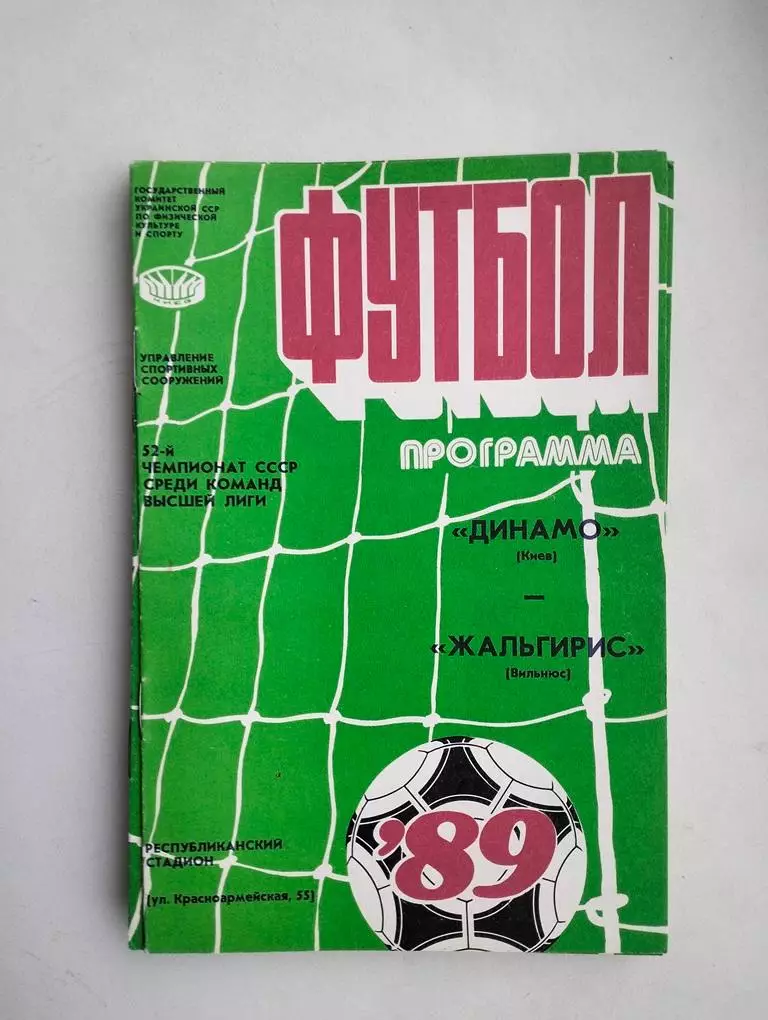 ГОСУДАРСТВЕННЫЙ
КОМИТЕТ
УКРАИНСКОЙ ССР
ПО ФИЗИЧЕСКОЙ
КУЛЬТУРЕ
И СПОРТУ
КИЕВ
УПРАВЛЕНИЕ
СПОРТИВНЫХ
СООРУЖЕНИЙ
52-й
ЧЕМПИОНАТ СССР
СРЕДИ КОМАНД
ВЫСШЕЙ ЛИГИ
ФУТБОЛ
ПРОГРАММА
«ДИНАМО»
(Киев)
—
«ЖАЛЬГИРИС»
(Вильнюс)
'89
РЕСПУБЛИКАНСКИЙ
СТАДИОН
(ул. Красноармейская, 55)